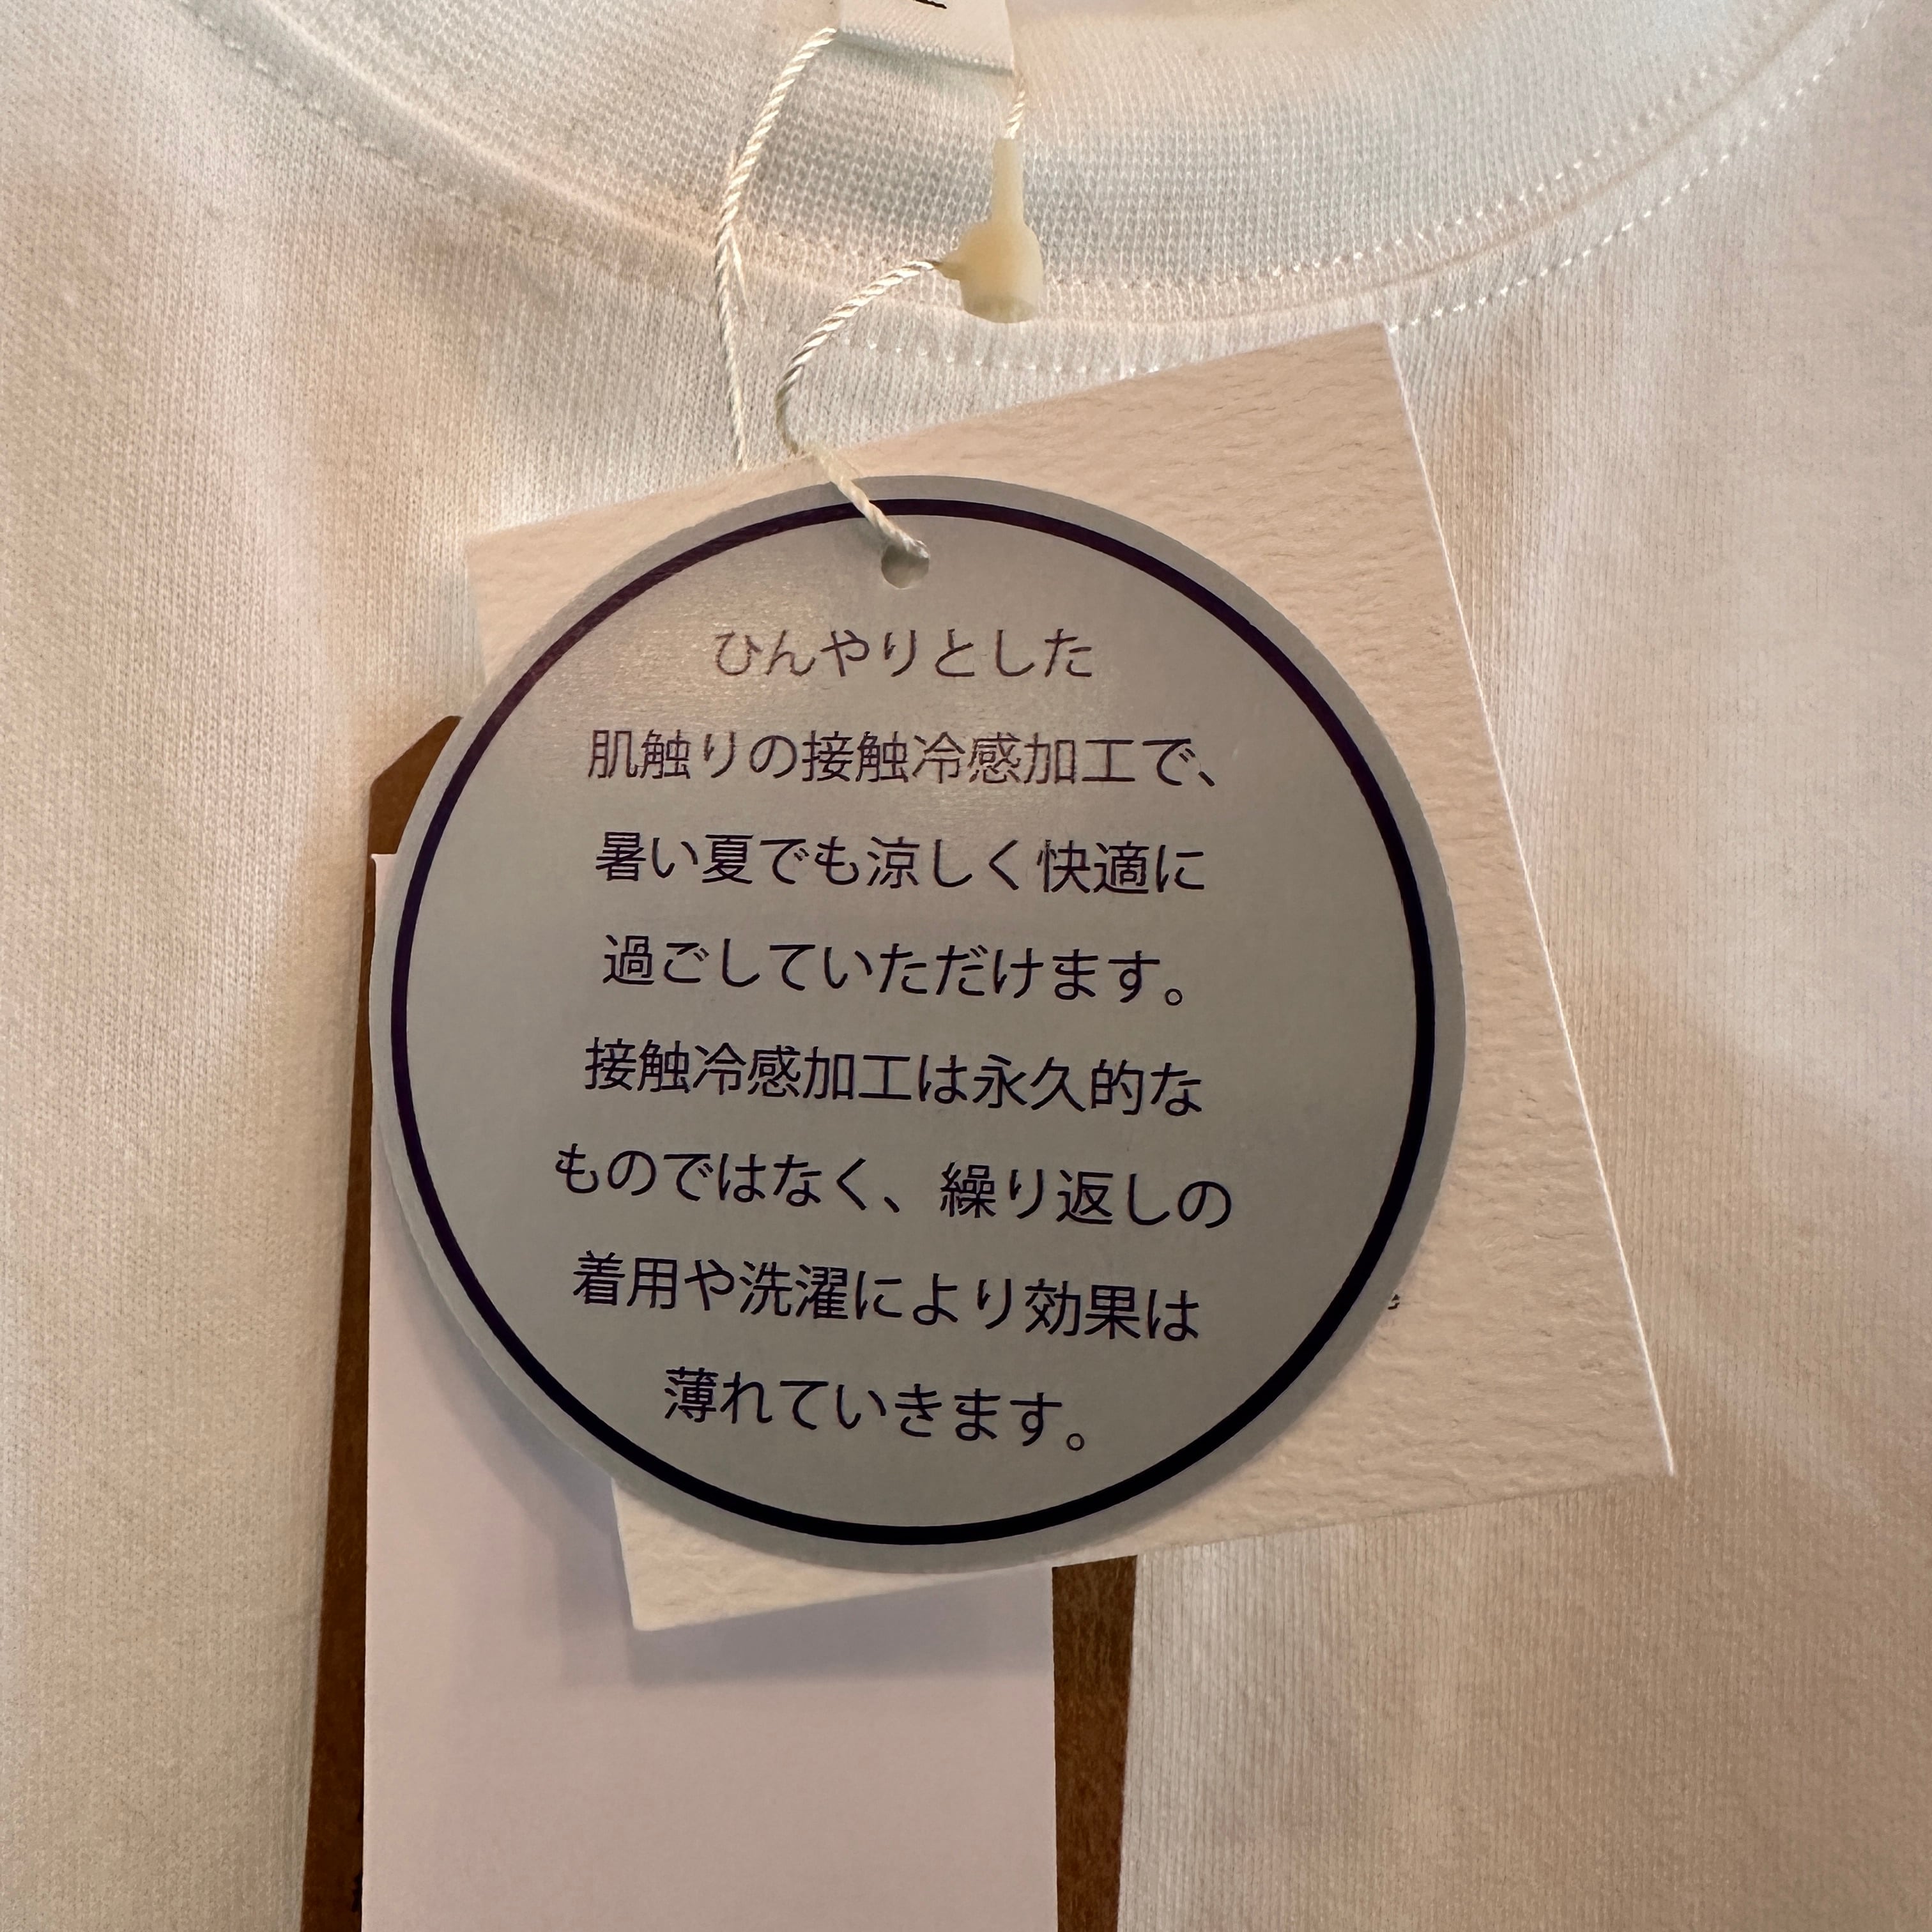 ひんやりとした
肌触りの接触冷感加工で、
暑い夏でも涼しく快適に
過ごしていただけます。
接触冷感加工は永久的な
ものではなく、繰り返しの
着用や洗濯により効果は
薄れていきます。